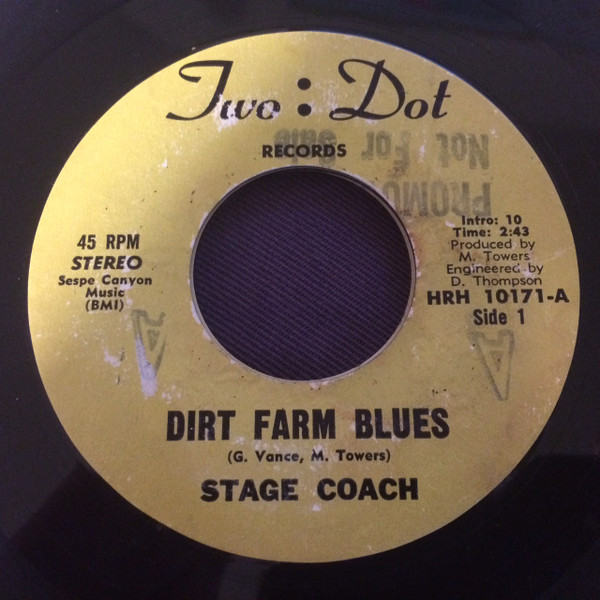 Two : Dot
RECORDS
PROMO
Not For Sale
45 RPM
STEREO
Sespe Canyon
Music
(BMI)
Intro: 10
Time: 2:43
Produced by
M. Towers
Engineered by
D. Thompson
HRH 10171-A
Side 1
A
A
DIRT FARM BLUES
(G. Vance, M. Towers)
STAGE COACH